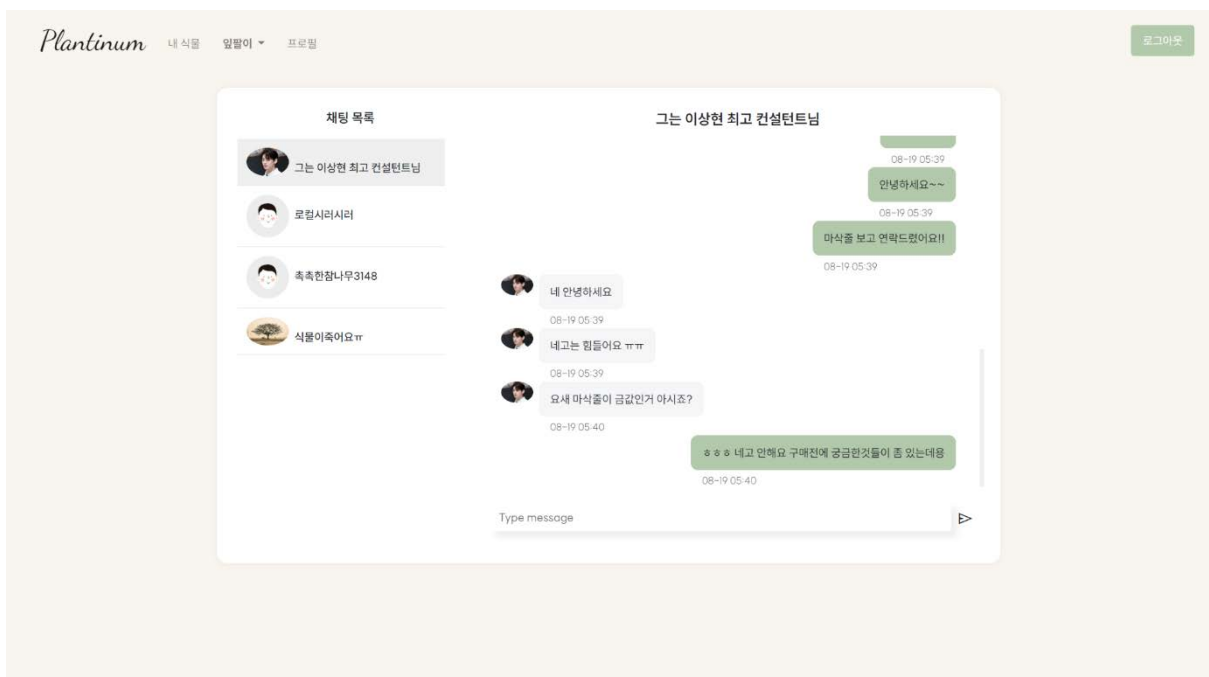 Plantinum
내 식물
잎팔이
프로필
로그아웃
채팅 목록
그는 이상현 최고 컨설턴트님
로컬시러시러
촉촉한참나무3148
식물이죽어요ㅠ
그는 이상현 최고 컨설턴트님
08-19 05:39
안녕하세요~~
08-19 05:39
마삭줄 보고 연락드렸어요!!
08-19 05:39
네 안녕하세요
08-19 05:39
네고는 힘들어요 ㅠㅠ
08-19 05:39
요새 마삭줄이 금값인거 아시죠?
08-19 05:40
ㅎㅎㅎ 네고 안해요 구매전에 궁금한것들이 좀 있는데용
08-19 05:40
Type message